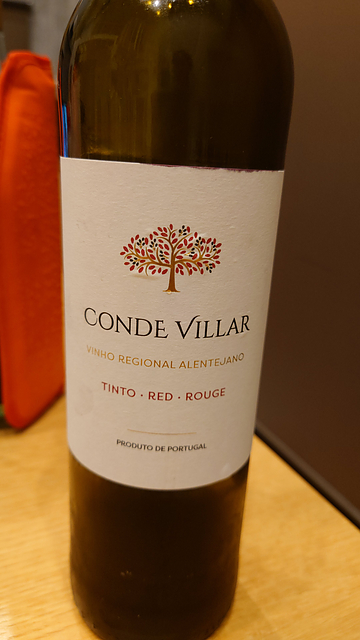 CONDE VILLAR
VINHO REGIONAL ALENTEJANO
TINTO · RED · ROUGE
PRODUTO DE PORTUGAL